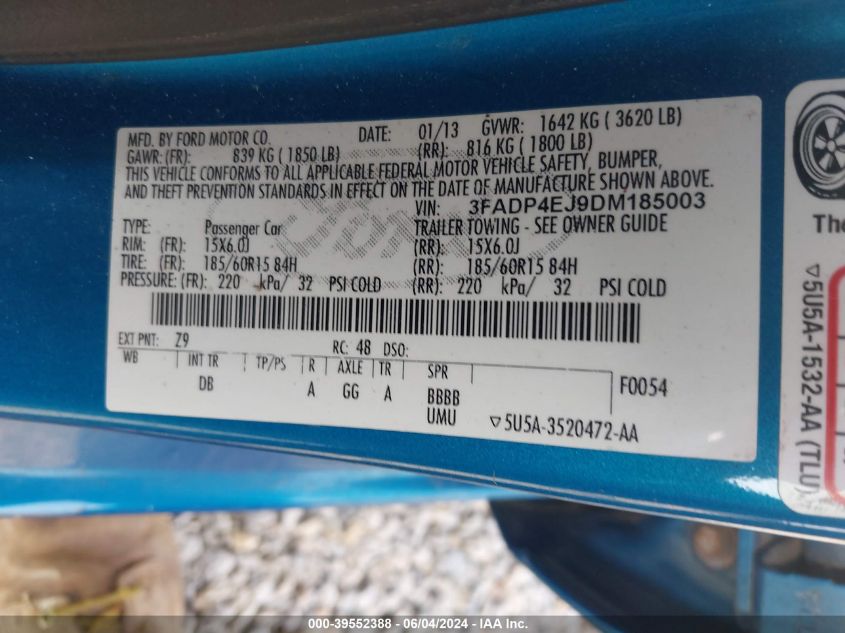 MFD. BY FORD MOTOR CO. DATE: 01/13 GVWR: 1642 KG ( 3620 LB)
GAWR: (FR): 839 KG ( 1850 LB) (RR): 816 KG ( 1800 LB)
THIS VEHICLE CONFORMS TO ALL APPLICABLE FEDERAL MOTOR VEHICLE SAFETY, BUMPER,
AND THEFT PREVENTION STANDARDS IN EFFECT ON THE DATE OF MANUFACTURE SHOWN ABOVE.
VIN: 3FADP4EJ9DM185003
TYPE: Passenger Car TRAILER TOWING - SEE OWNER GUIDE
RIM: (FR): 15X6.0J (RR): 15X6.0J
TIRE: (FR): 185/60R15 84H (RR): 185/60R15 84H
PRESSURE: (FR): 220 kPa/ 32 PSI COLD (RR): 220 kPa/ 32 PSI COLD
EXT PNT: Z9 RC: 48 DSO:
WB INT TR TP/PS R AXLE TR SPR F0054
DB A GG A BBBB
UMU ▽5U5A-3520472-AA
The
▽5U5A-1532-AA (TLU)
000-39552388 - 06/04/2024 - IAA Inc.